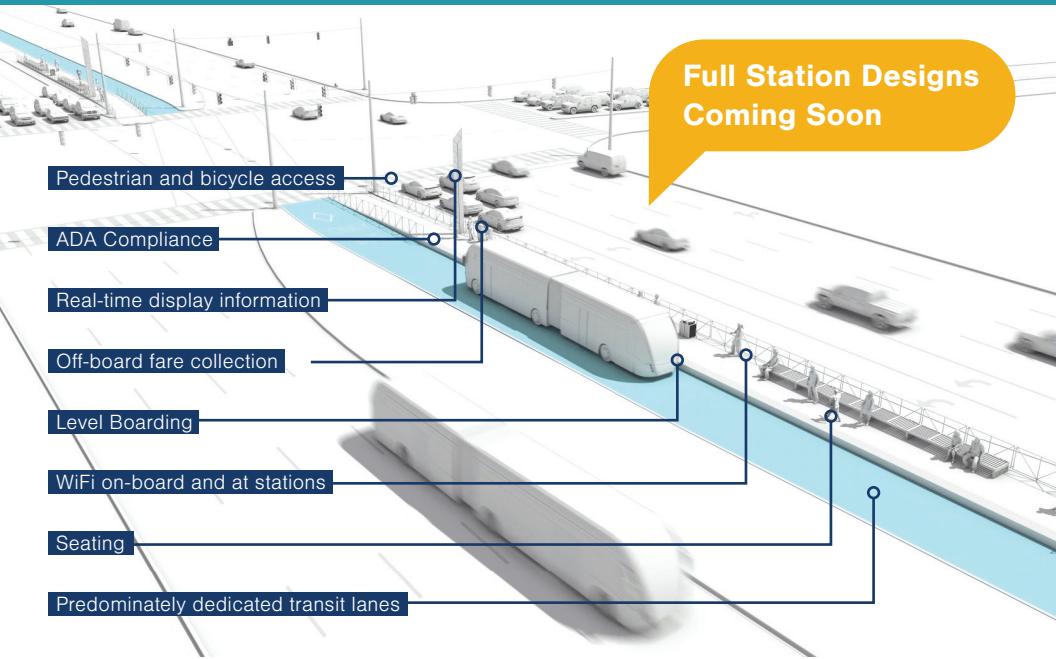 Full Station Designs
Coming Soon
Pedestrian and bicycle access
ADA Compliance
Real-time display information
Off-board fare collection
Level Boarding
WiFi on-board and at stations
Seating
Predominately dedicated transit lanes